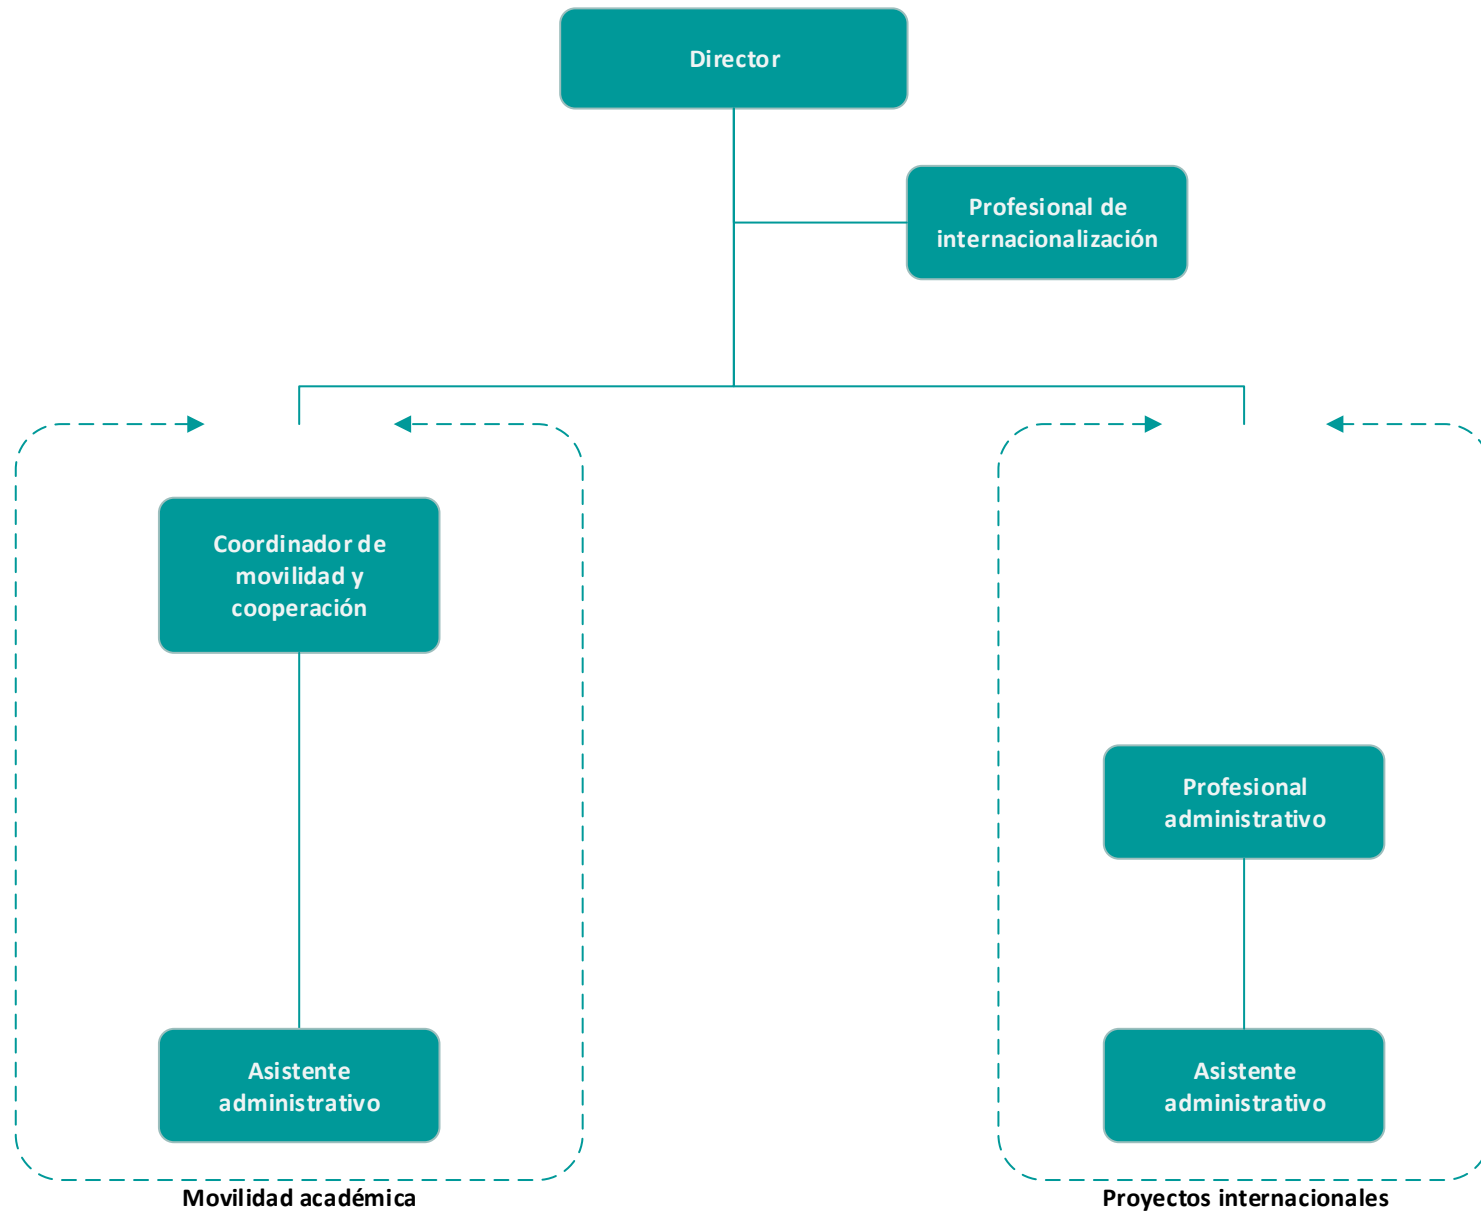 Director
Profesional de
internacionalización
Coordinador de
movilidad y
cooperación
Profesional
administrativo
Asistente
administrativo
Asistente
administrativo
Movilidad académica
Proyectos internacionales